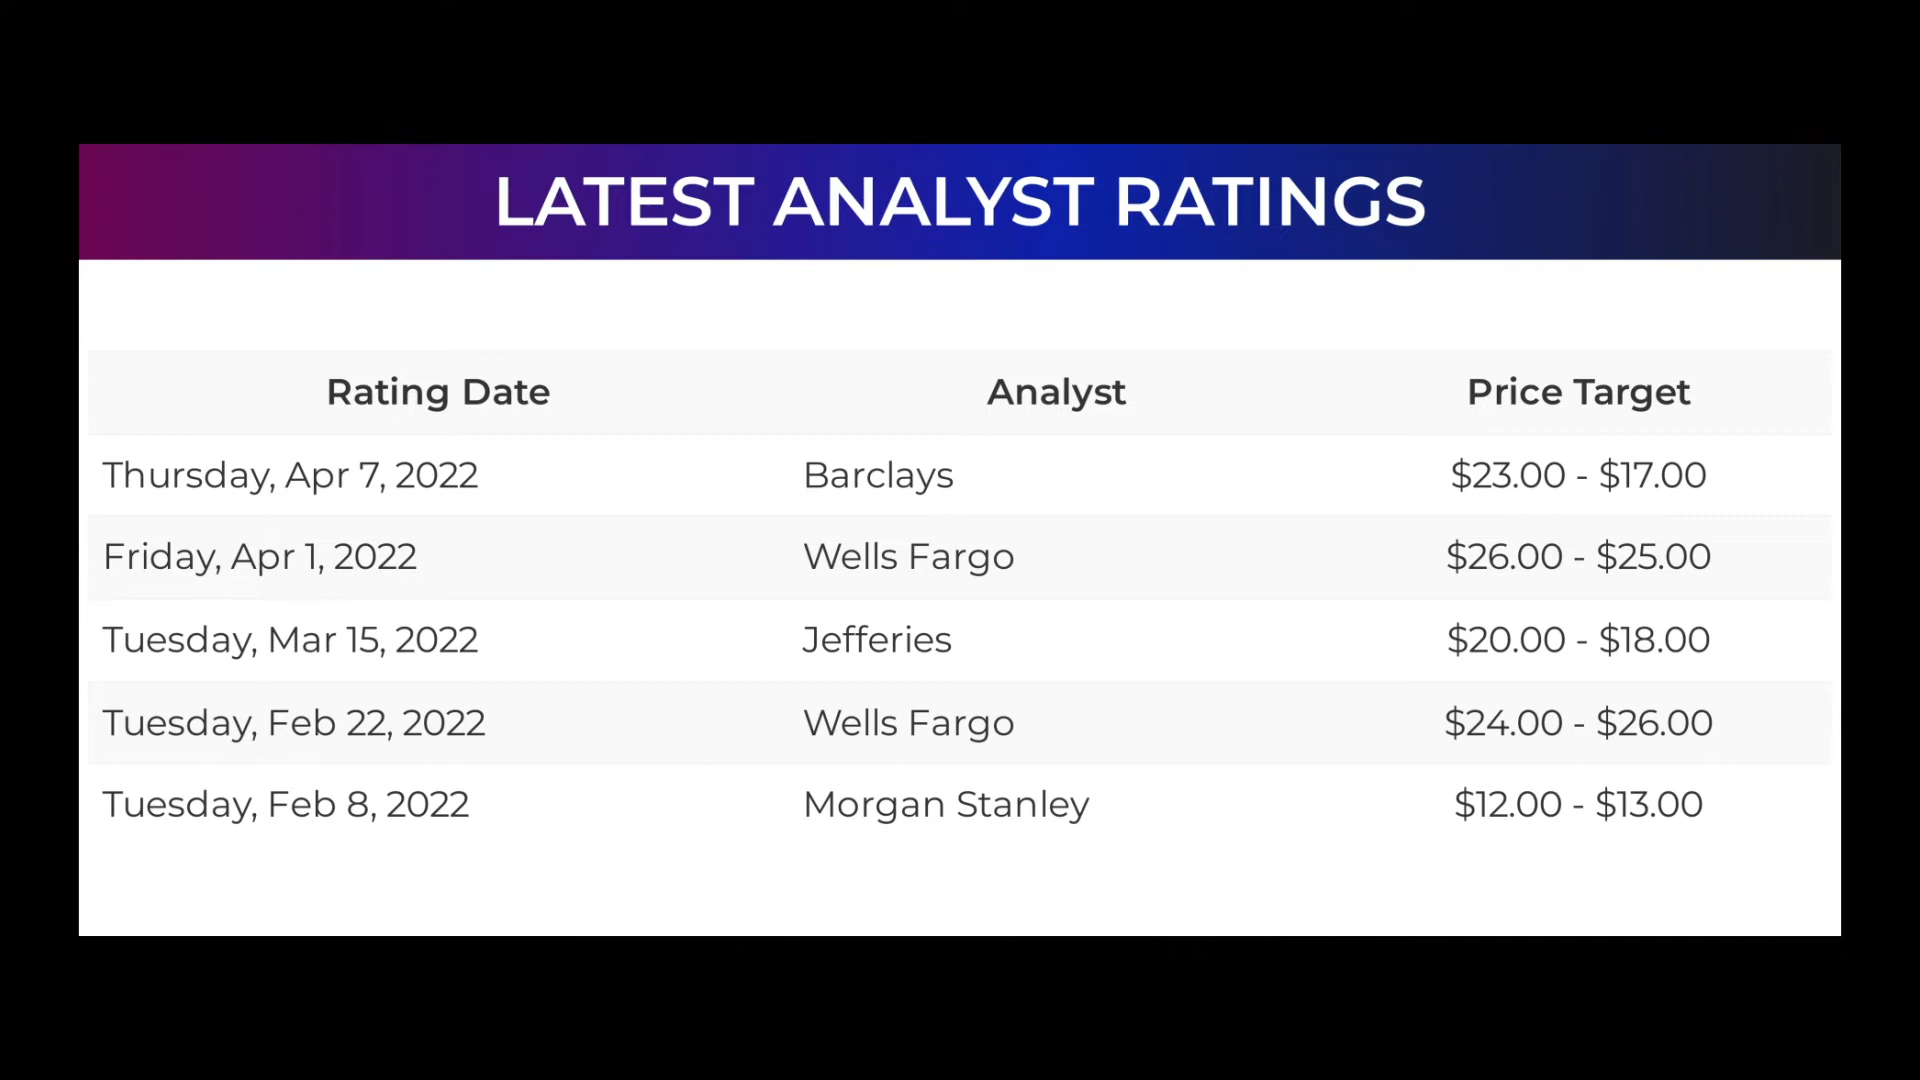 LATEST ANALYST RATINGS
Rating Date Analyst Price Target
Thursday, Apr 7, 2022 Barclays $23.00 - $17.00
Friday, Apr 1, 2022 Wells Fargo $26.00 - $25.00
Tuesday, Mar 15, 2022 Jefferies $20.00 - $18.00
Tuesday, Feb 22, 2022 Wells Fargo $24.00 - $26.00
Tuesday, Feb 8, 2022 Morgan Stanley $12.00 - $13.00